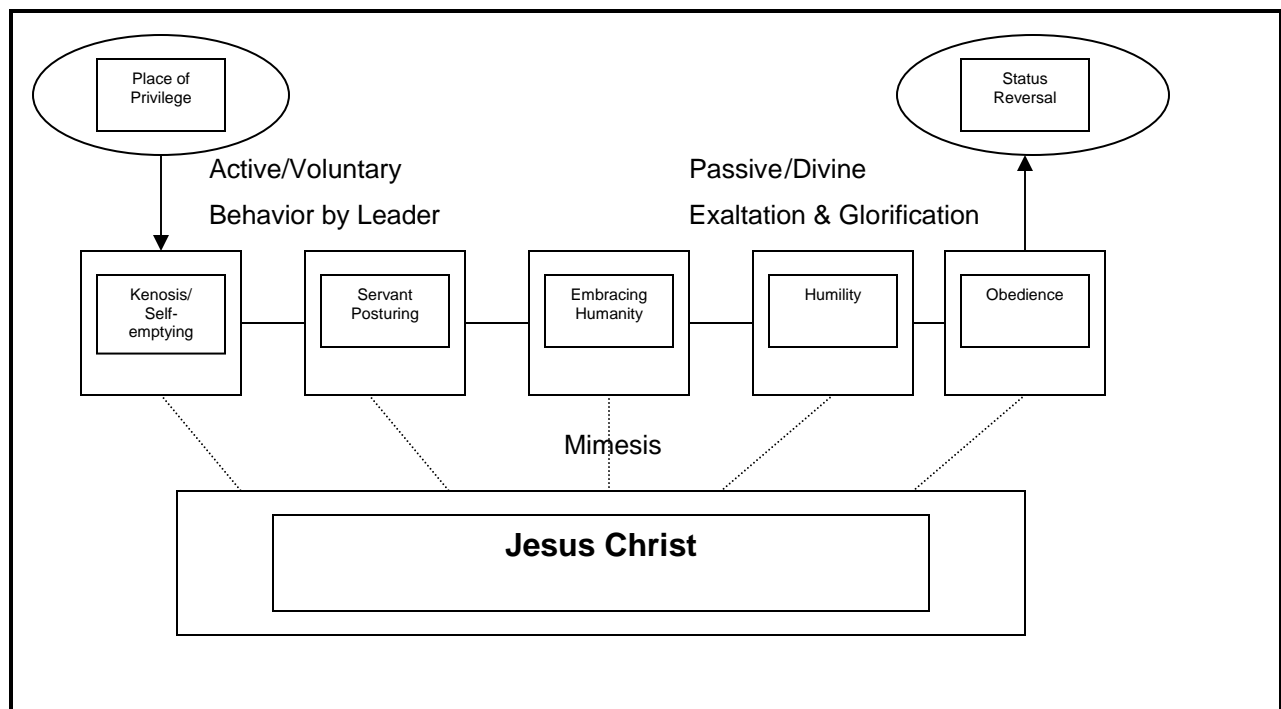 Place of
Privilege
Status
Reversal
Active/Voluntary
Behavior by Leader
Passive/Divine
Exaltation & Glorification
Kenosis/
Self-
emptying
Servant
Posturing
Embracing
Humanity
Humility
Obedience
Mimesis
Jesus Christ